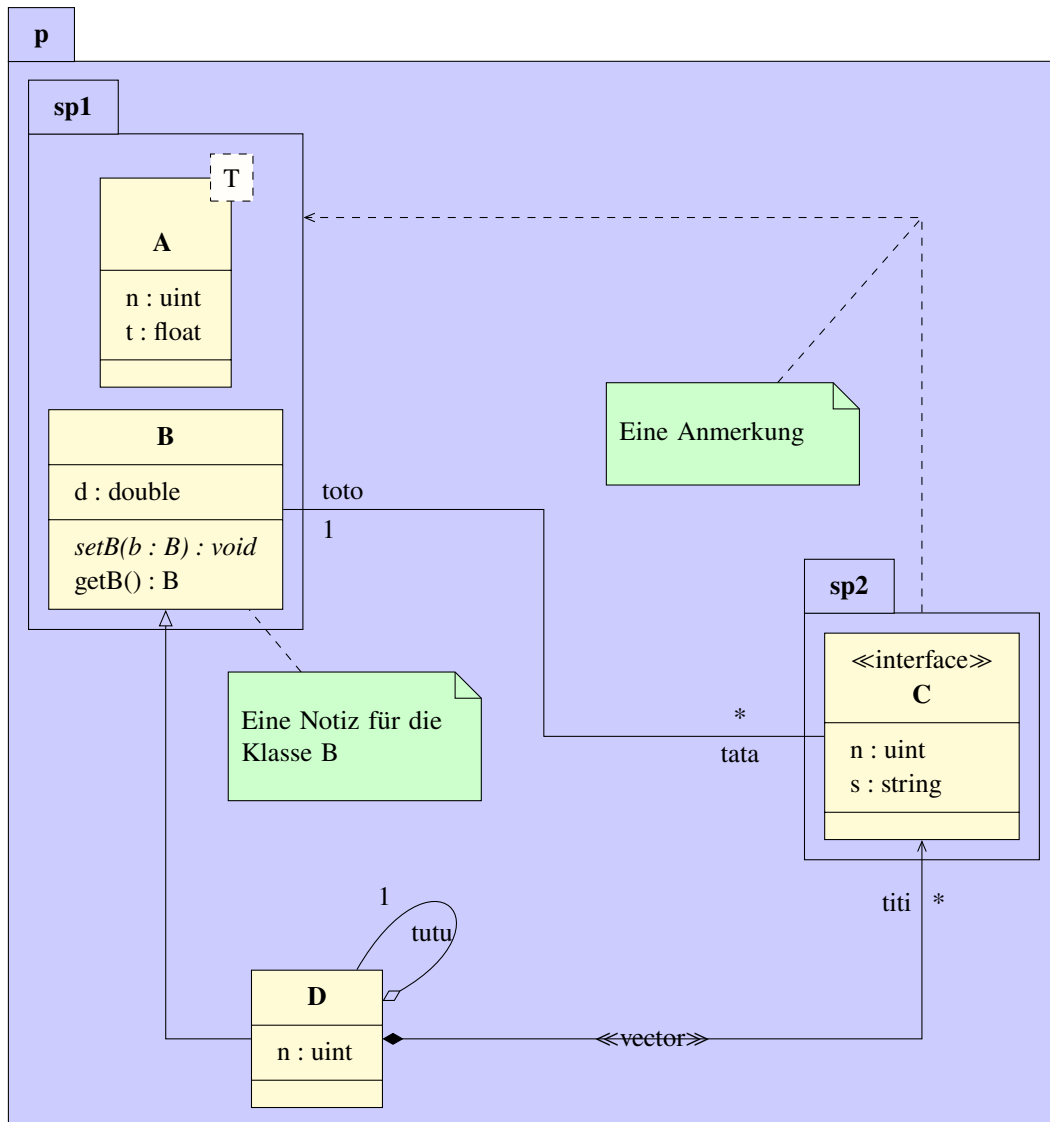 p
sp1
T
A
n : uint
t : float
B
d : double
setB(b : B) : void
getB() : B
toto
1
Eine Anmerkung
sp2
≪interface≫
C
n : uint
s : string
*
tata
Eine Notiz für die
Klasse B
titi
*
1
tutu
D
n : uint
≪vector≫